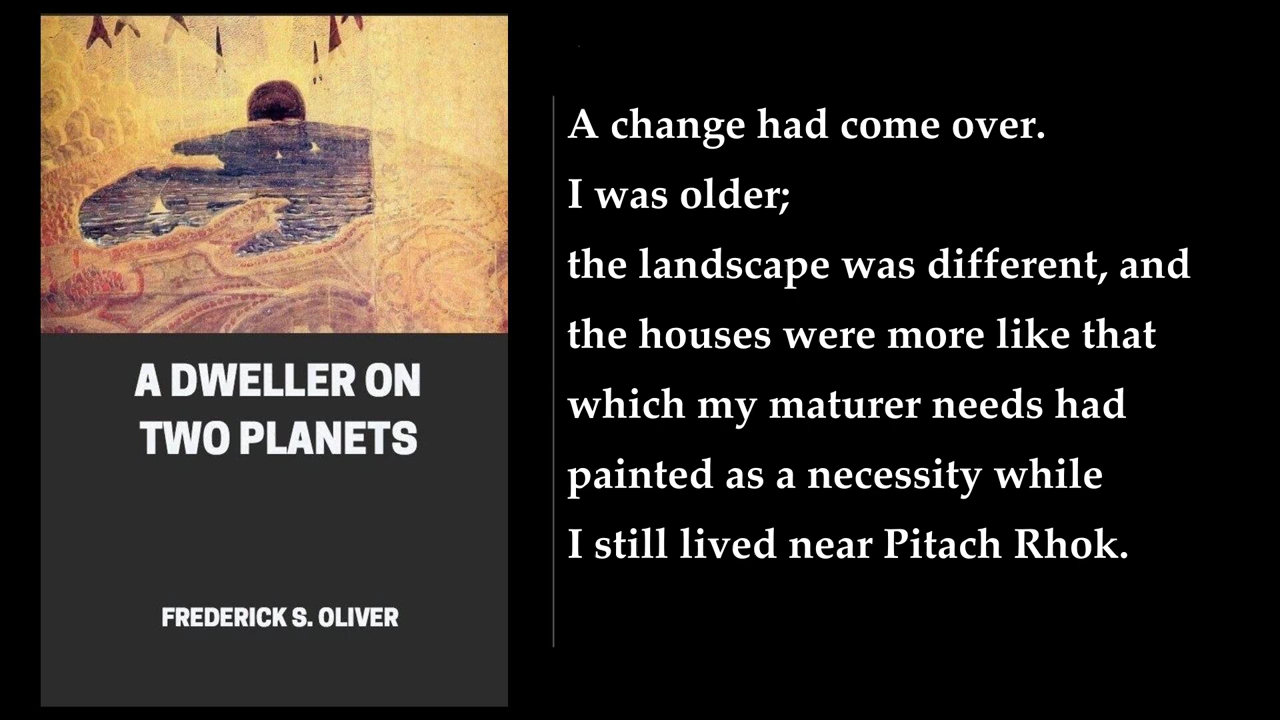 A DWELLER ON
TWO PLANETS
FREDERICK S. OLIVER
A change had come over.
I was older;
the landscape was different, and
the houses were more like that
which my maturer needs had
painted as a necessity while
I still lived near Pitach Rhok.